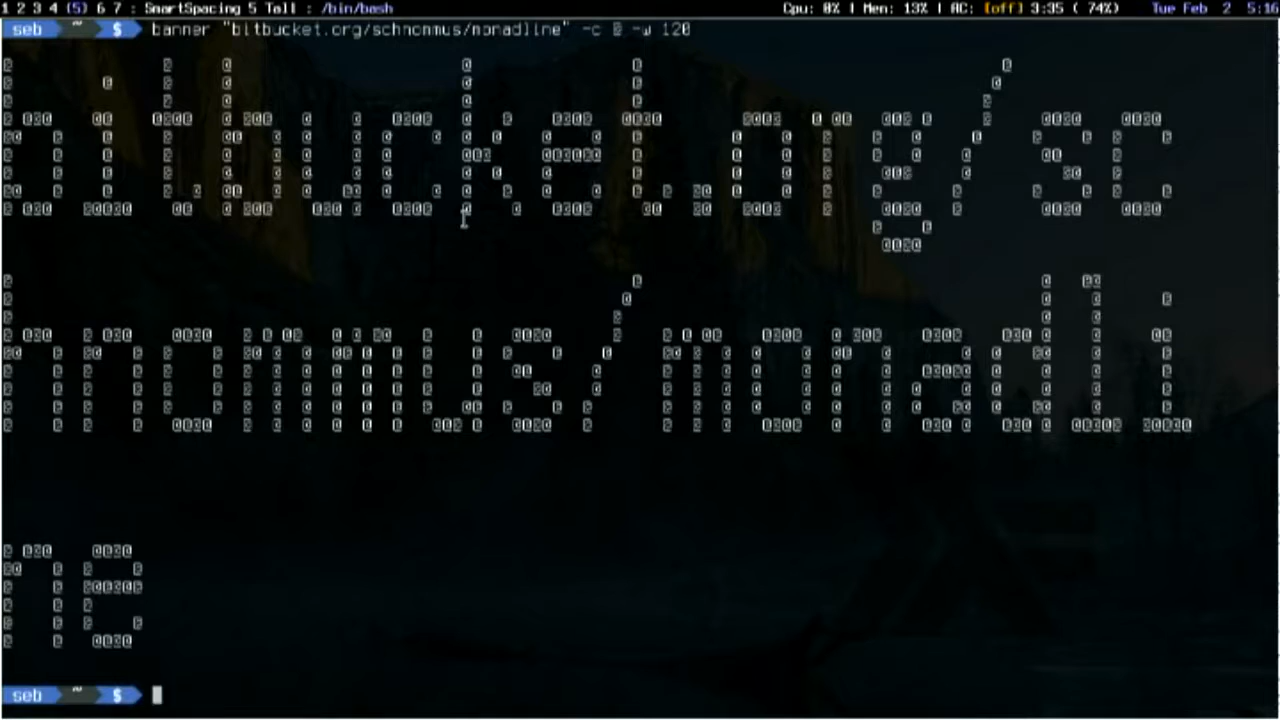 1 2 3 4 (5) 6 7 : SmartSpacing 5 Tall : /bin/bash
Cpu: 8% | Mem: 13% | AC: (off) 3:35 ( 74%) Tue Feb 2 5:16
seb ~ $ banner "bitbucket.org/schnommus/monadline" -c @ -w 120
bitbucket.org/sc
hnommus/monadli
ne
seb ~ $